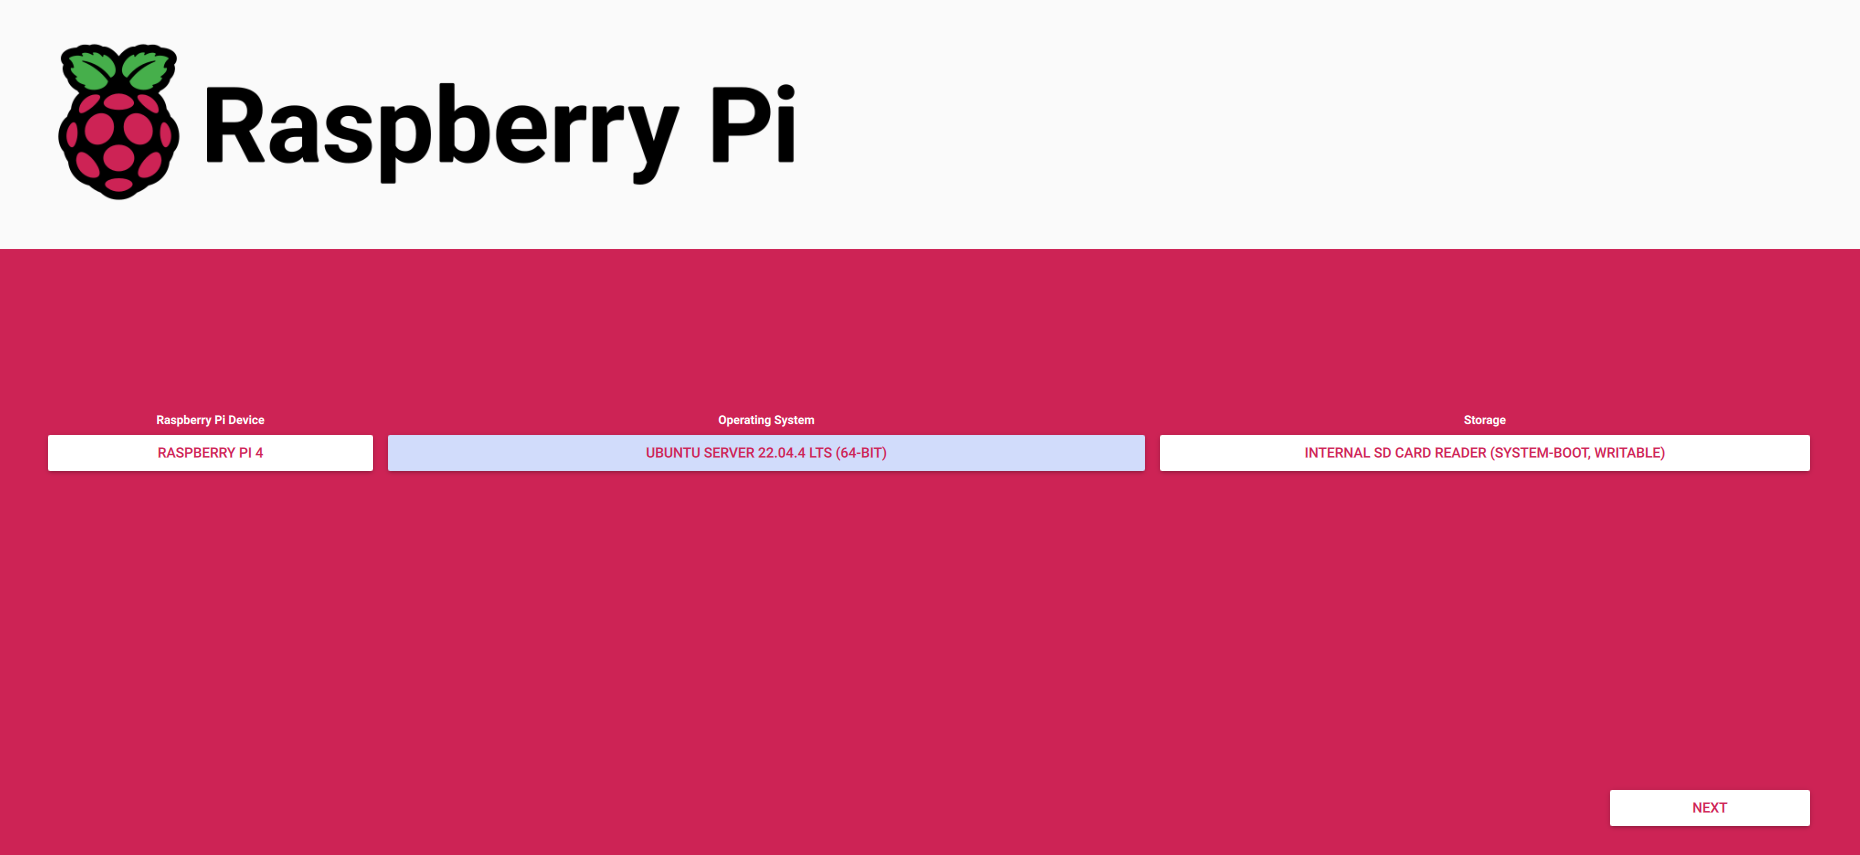 Raspberry Pi
Raspberry Pi Device
Operating System
Storage
RASPBERRY PI 4
UBUNTU SERVER 22.04.4 LTS (64-BIT)
INTERNAL SD CARD READER (SYSTEM-BOOT, WRITABLE)
NEXT